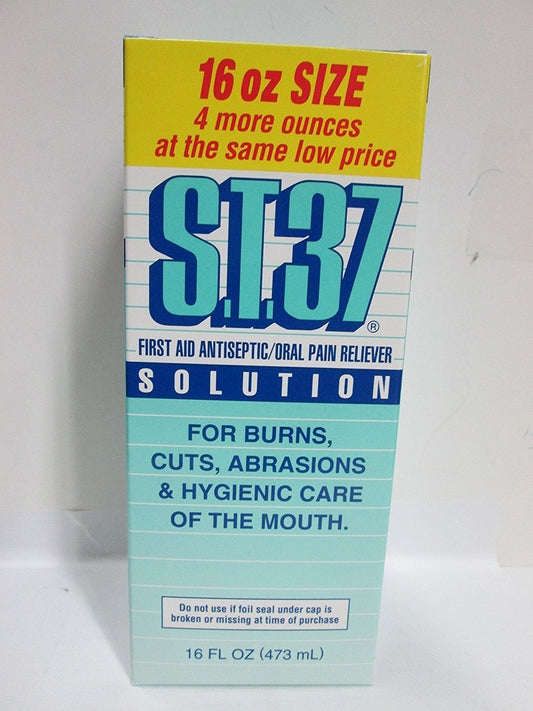 16 oz SIZE
4 more ounces
at the same low price
S.T.37®
FIRST AID ANTISEPTIC/ORAL PAIN RELIEVER
SOLUTION
FOR BURNS,
CUTS, ABRASIONS
& HYGIENIC CARE
OF THE MOUTH.
Do not use if foil seal under cap is
broken or missing at time of purchase
16 FL OZ (473 mL)